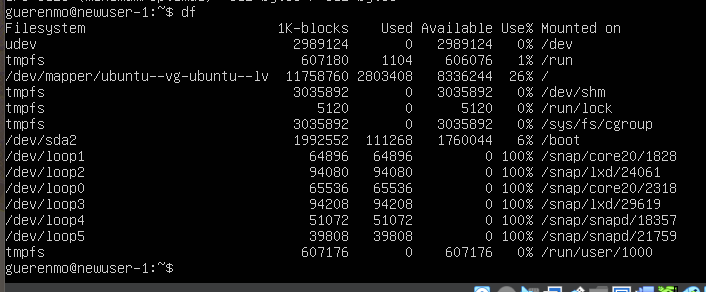 guerenmo@newuser-1:~$ df
Filesystem 1K-blocks Used Available Use% Mounted on
udev 2989124 0 2989124 0% /dev
tmpfs 607180 1104 606076 1% /run
/dev/mapper/ubuntu--vg-ubuntu--lv 11758760 2803408 8336244 26% /
tmpfs 3035892 0 3035892 0% /dev/shm
tmpfs 5120 0 5120 0% /run/lock
tmpfs 3035892 0 3035892 0% /sys/fs/cgroup
/dev/sda2 1992552 111268 1760044 6% /boot
/dev/loop1 64896 64896 0 100% /snap/core20/1828
/dev/loop2 94080 94080 0 100% /snap/lxd/24061
/dev/loop0 65536 65536 0 100% /snap/core20/2318
/dev/loop3 94208 94208 0 100% /snap/lxd/29619
/dev/loop4 51072 51072 0 100% /snap/snapd/18357
/dev/loop5 39808 39808 0 100% /snap/snapd/21759
tmpfs 607176 0 607176 0% /run/user/1000
guerenmo@newuser-1:~$